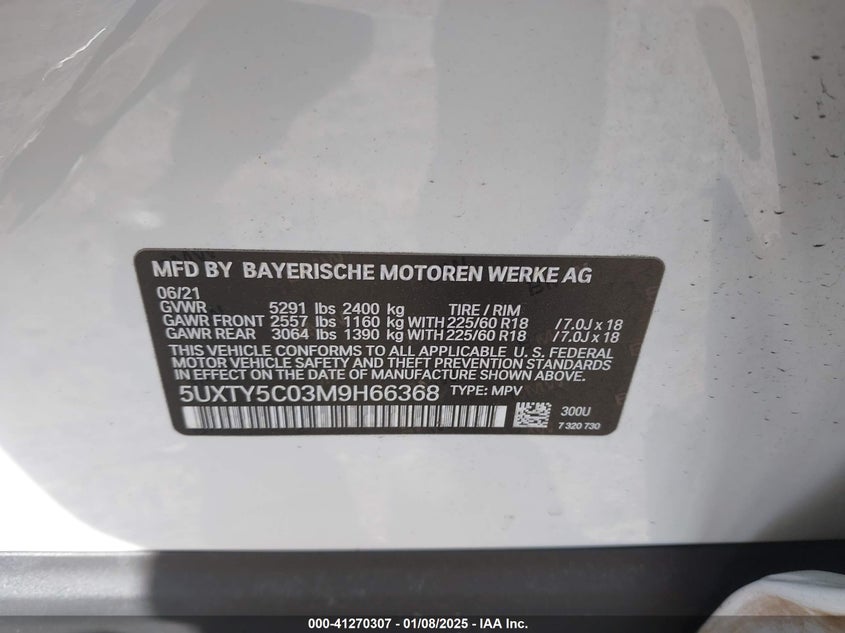 MFD BY BAYERISCHE MOTOREN WERKE AG
06/21
GVWR 5291 lbs 2400 kg TIRE / RIM
GAWR FRONT 2557 lbs 1160 kg WITH 225/60 R18 / 7.0J x 18
GAWR REAR 3064 lbs 1390 kg WITH 225/60 R18 / 7.0J x 18
THIS VEHICLE CONFORMS TO ALL APPLICABLE U. S. FEDERAL
MOTOR VEHICLE SAFETY AND THEFT PREVENTION STANDARDS
IN EFFECT ON THE DATE OF MANUFACTURE SHOWN ABOVE.
5UXTY5C03M9H66368 TYPE: MPV
300U
7 320 730
000-41270307 | 01/08/2025 | IAA Inc.